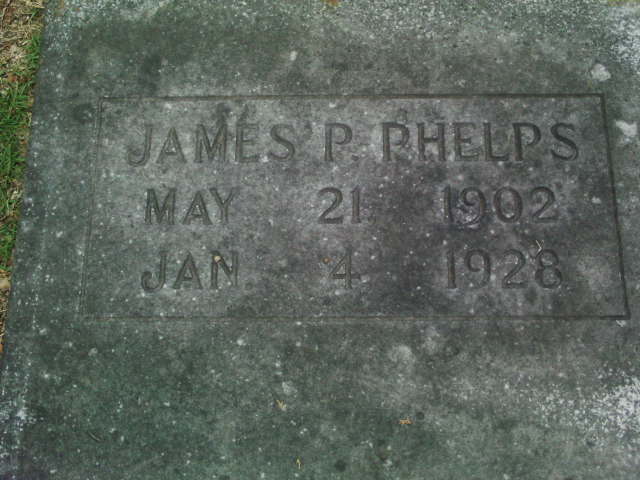 JAMES P. PHELPS
MAY 21. 1902
JAN. 4. 1928